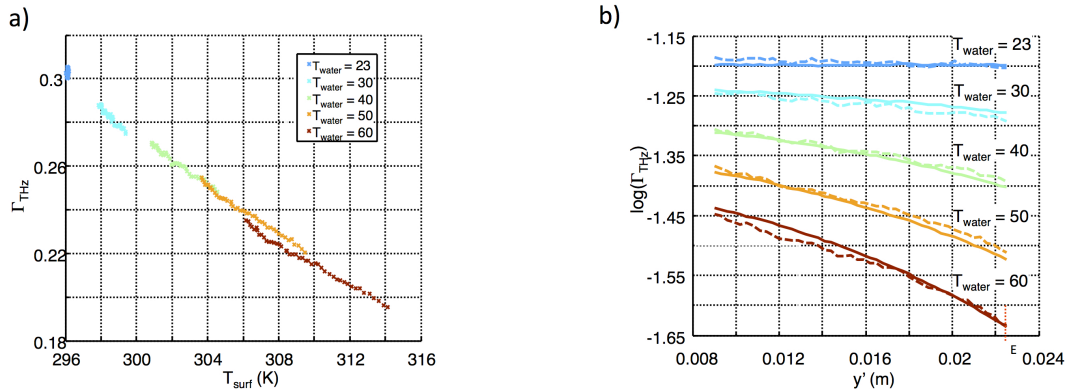 a)
Γ_THz
0.3
0.26
0.22
0.18
296
300
304
308
312
316
T_surf (K)
T_water = 23
T_water = 30
T_water = 40
T_water = 50
T_water = 60
b)
log(Γ_THz)
-1.15
-1.25
-1.35
-1.45
-1.55
-1.65
0.008
0.012
0.016
0.02
0.024
y' (m)
T_water = 23
T_water = 30
T_water = 40
T_water = 50
T_water = 60
E